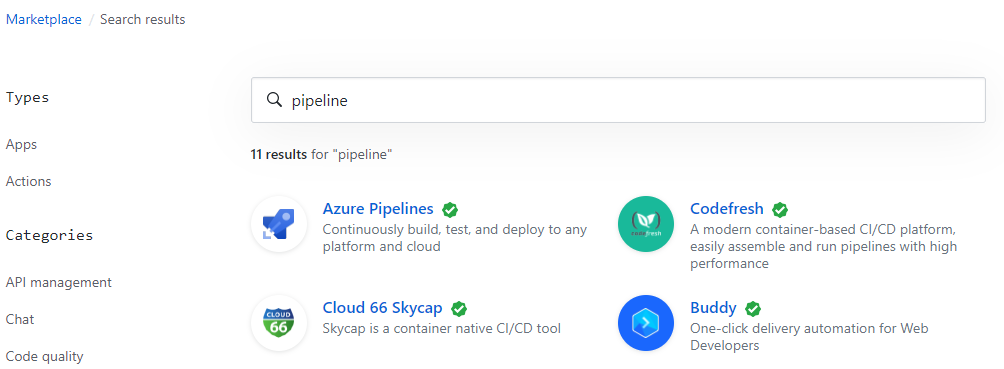 Marketplace / Search results
Types
Apps
Actions
Categories
API management
Chat
Code quality
pipeline
11 results for "pipeline"
Azure Pipelines
Continuously build, test, and deploy to any
platform and cloud
codefresh
Codefresh
A modern container-based CI/CD platform,
easily assemble and run pipelines with high
performance
CLOUD
66
Cloud 66 Skycap
Skycap is a container native CI/CD tool
Buddy
One-click delivery automation for Web
Developers